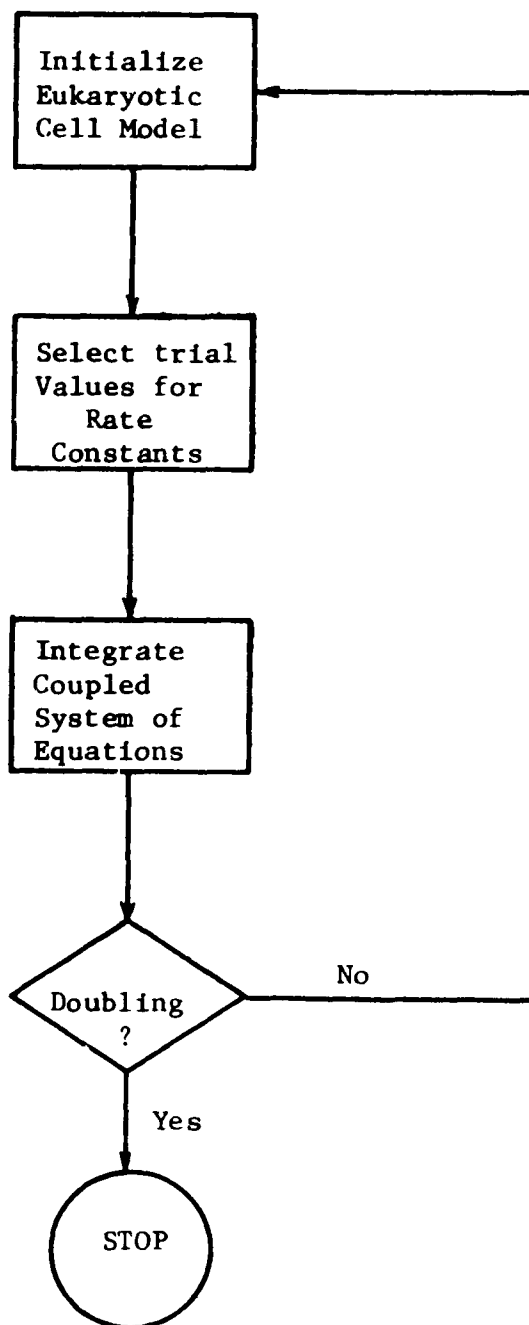 Initialize
Eukaryotic
Cell Model
Select trial
Values for
Rate
Constants
Integrate
Coupled
System of
Equations
Doubling
?
No
Yes
STOP